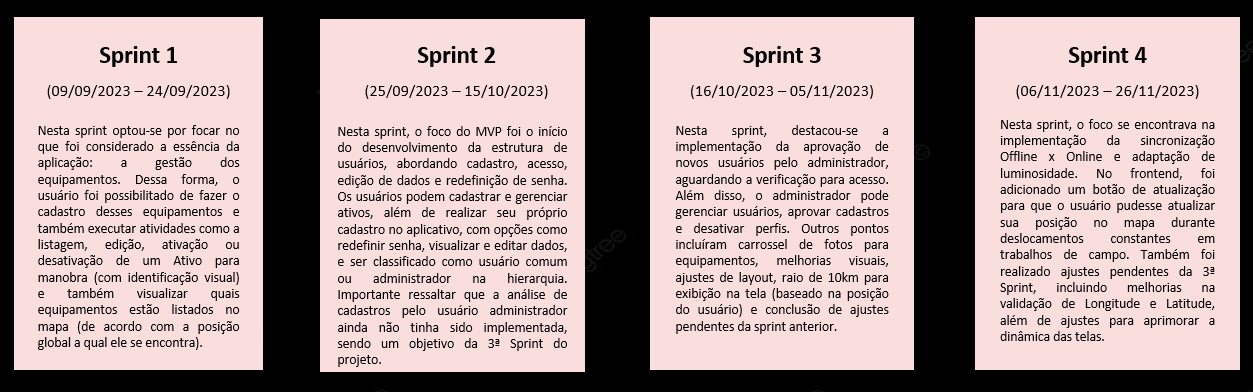 Sprint 1
(09/09/2023 – 24/09/2023)
Nesta sprint optou-se por focar no
que foi considerado a essência da
aplicação: a gestão dos
equipamentos. Dessa forma, o
usuário foi possibilitado de fazer o
cadastro desses equipamentos e
também executar atividades como a
listagem, edição, ativação ou
desativação de um Ativo para
manobra (com identificação visual)
e também visualizar quais
equipamentos estão listados no
mapa (de acordo com a posição
global a qual ele se encontra).
Sprint 2
(25/09/2023 – 15/10/2023)
Nesta sprint, o foco do MVP foi o início
do desenvolvimento da estrutura de
usuários, abordando cadastro, acesso,
edição de dados e redefinição de senha.
Os usuários podem cadastrar e gerenciar
ativos, além de realizar seu próprio
cadastro no aplicativo, com opções como
redefinir senha, visualizar e editar dados,
e ser classificado como usuário comum
ou administrador na hierarquia.
Importante ressaltar que a análise de
cadastros pelo usuário administrador
ainda não tinha sido implementada,
sendo um objetivo da 3ª Sprint do
projeto.
Sprint 3
(16/10/2023 – 05/11/2023)
Nesta sprint, destacou-se a
implementação da aprovação de
novos usuários pelo administrador,
aguardando a verificação para acesso.
Além disso, o administrador pode
gerenciar usuários, aprovar cadastros
e desativar perfis. Outros pontos
incluíram carrossel de fotos para
equipamentos, melhorias visuais,
ajustes de layout, raio de 10km para
exibição na tela (baseado na posição
do usuário) e conclusão de ajustes
pendentes da sprint anterior.
Sprint 4
(06/11/2023 – 26/11/2023)
Nesta sprint, o foco se encontrava na
implementação da sincronização
Offline x Online e adaptação de
luminosidade. No frontend, foi
adicionado um botão de atualização
para que o usuário pudesse atualizar
sua posição no mapa durante
deslocamentos constantes em
trabalhos de campo. Também foi
realizado ajustes pendentes da 3ª
Sprint, incluindo melhorias na
validação de Longitude e Latitude,
além de ajustes para aprimorar a
dinâmica das telas.